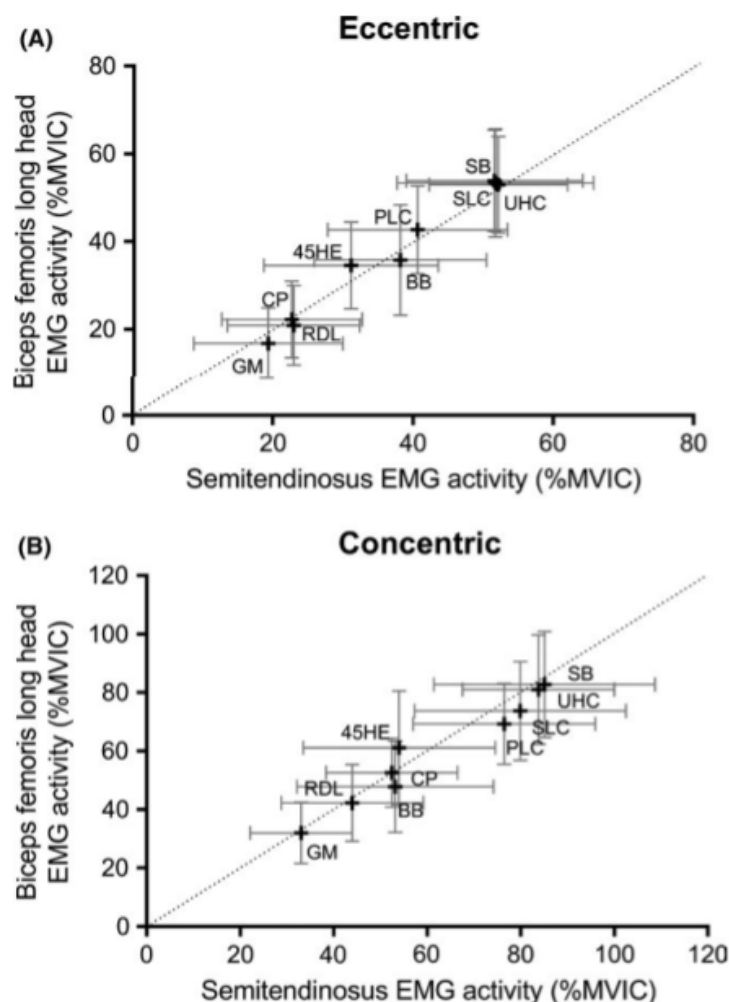 (A)
Eccentric
Biceps femoris long head
EMG activity (%MVIC)
80
60
40
20
0
SB
SLC
UHC
PLC
45HE
BB
CP
RDL
GM
0
20
40
60
80
Semitendinosus EMG activity (%MVIC)
(B)
Concentric
Biceps femoris long head
EMG activity (%MVIC)
120
100
80
60
40
20
0
SB
UHC
SLC
PLC
45HE
CP
RDL
BB
GM
0
20
40
60
80
100
120
Semitendinosus EMG activity (%MVIC)